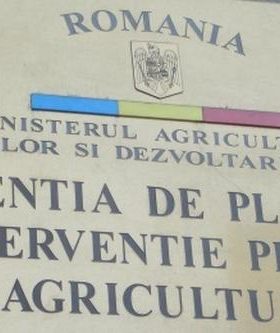 ROMANIA
NISTERUL AGRICULT
LOR SI DEZVOLTAR
ENTIA DE PL
ERVENTIE P
AGRICULTU